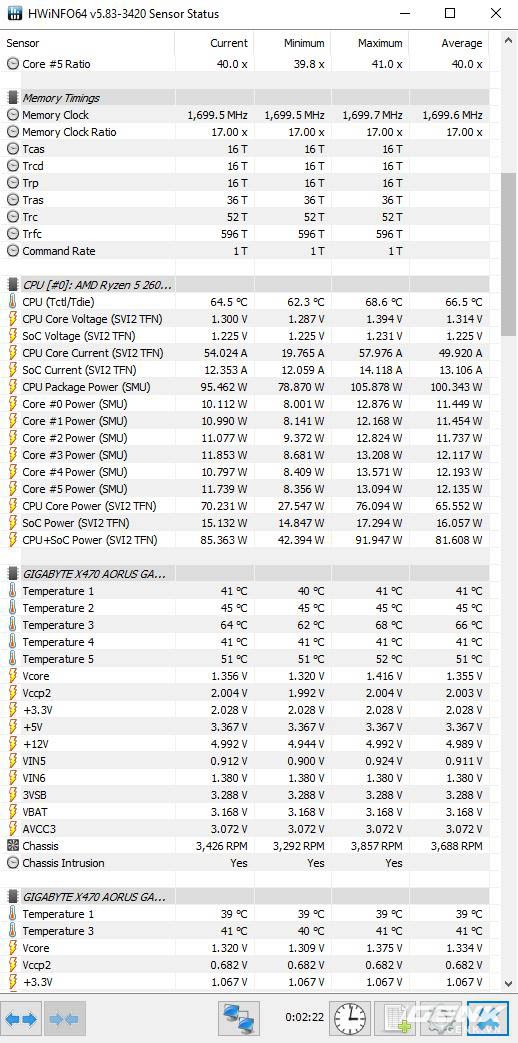 HWiNFO64 v5.83-3420 Sensor Status
Sensor Current Minimum Maximum Average
Core #5 Ratio 40.0 x 39.8 x 41.0 x 40.0 x
Memory Timings
Memory Clock 1,699.5 MHz 1,699.5 MHz 1,699.7 MHz 1,699.6 MHz
Memory Clock Ratio 17.00 x 17.00 x 17.00 x 17.00 x
Tcas 16 T 16 T 16 T
Trcd 16 T 16 T 16 T
Trp 16 T 16 T 16 T
Tras 36 T 36 T 36 T
Trc 52 T 52 T 52 T
Trfc 596 T 596 T 596 T
Command Rate 1 T 1 T 1 T
CPU [#0]: AMD Ryzen 5 260...
CPU (Tctl/Tdie) 64.5 °C 62.3 °C 68.6 °C 66.5 °C
CPU Core Voltage (SVI2 TFN) 1.300 V 1.287 V 1.394 V 1.314 V
SoC Voltage (SVI2 TFN) 1.225 V 1.225 V 1.231 V 1.225 V
CPU Core Current (SVI2 TFN) 54.024 A 19.765 A 57.976 A 49.920 A
SoC Current (SVI2 TFN) 12.353 A 12.059 A 14.118 A 13.106 A
CPU Package Power (SMU) 95.462 W 78.870 W 105.878 W 100.343 W
Core #0 Power (SMU) 10.112 W 8.001 W 12.876 W 11.449 W
Core #1 Power (SMU) 10.990 W 8.141 W 12.168 W 11.454 W
Core #2 Power (SMU) 11.077 W 9.372 W 12.824 W 11.737 W
Core #3 Power (SMU) 11.853 W 8.681 W 13.208 W 12.117 W
Core #4 Power (SMU) 10.797 W 8.409 W 13.571 W 12.193 W
Core #5 Power (SMU) 11.739 W 8.356 W 13.094 W 12.135 W
CPU Core Power (SVI2 TFN) 70.231 W 27.547 W 76.094 W 65.552 W
SoC Power (SVI2 TFN) 15.132 W 14.847 W 17.294 W 16.057 W
CPU+SoC Power (SVI2 TFN) 85.363 W 42.394 W 91.947 W 81.608 W
GIGABYTE X470 AORUS GA...
Temperature 1 41 °C 40 °C 41 °C 41 °C
Temperature 2 45 °C 45 °C 45 °C 45 °C
Temperature 3 64 °C 62 °C 68 °C 66 °C
Temperature 4 41 °C 41 °C 41 °C 41 °C
Temperature 5 51 °C 51 °C 52 °C 51 °C
Vcore 1.356 V 1.320 V 1.416 V 1.355 V
Vccp2 2.004 V 1.992 V 2.004 V 2.003 V
+3.3V 2.028 V 2.028 V 2.028 V 2.028 V
+5V 3.367 V 3.367 V 3.367 V 3.367 V
+12V 4.992 V 4.944 V 4.992 V 4.989 V
VIN5 0.912 V 0.900 V 0.924 V 0.911 V
VIN6 1.380 V 1.380 V 1.380 V 1.380 V
3VSB 3.288 V 3.288 V 3.288 V 3.288 V
VBAT 3.168 V 3.168 V 3.168 V 3.168 V
AVCC3 3.072 V 3.072 V 3.072 V 3.072 V
Chassis 3,426 RPM 3,292 RPM 3,857 RPM 3,688 RPM
Chassis Intrusion Yes Yes Yes
GIGABYTE X470 AORUS GA...
Temperature 1 39 °C 39 °C 39 °C 39 °C
Temperature 3 41 °C 40 °C 41 °C 41 °C
Vcore 1.320 V 1.309 V 1.375 V 1.334 V
Vccp2 0.682 V 0.682 V 0.682 V 0.682 V
+3.3V 1.067 V 1.067 V 1.067 V 1.067 V
0:02:22
GENK